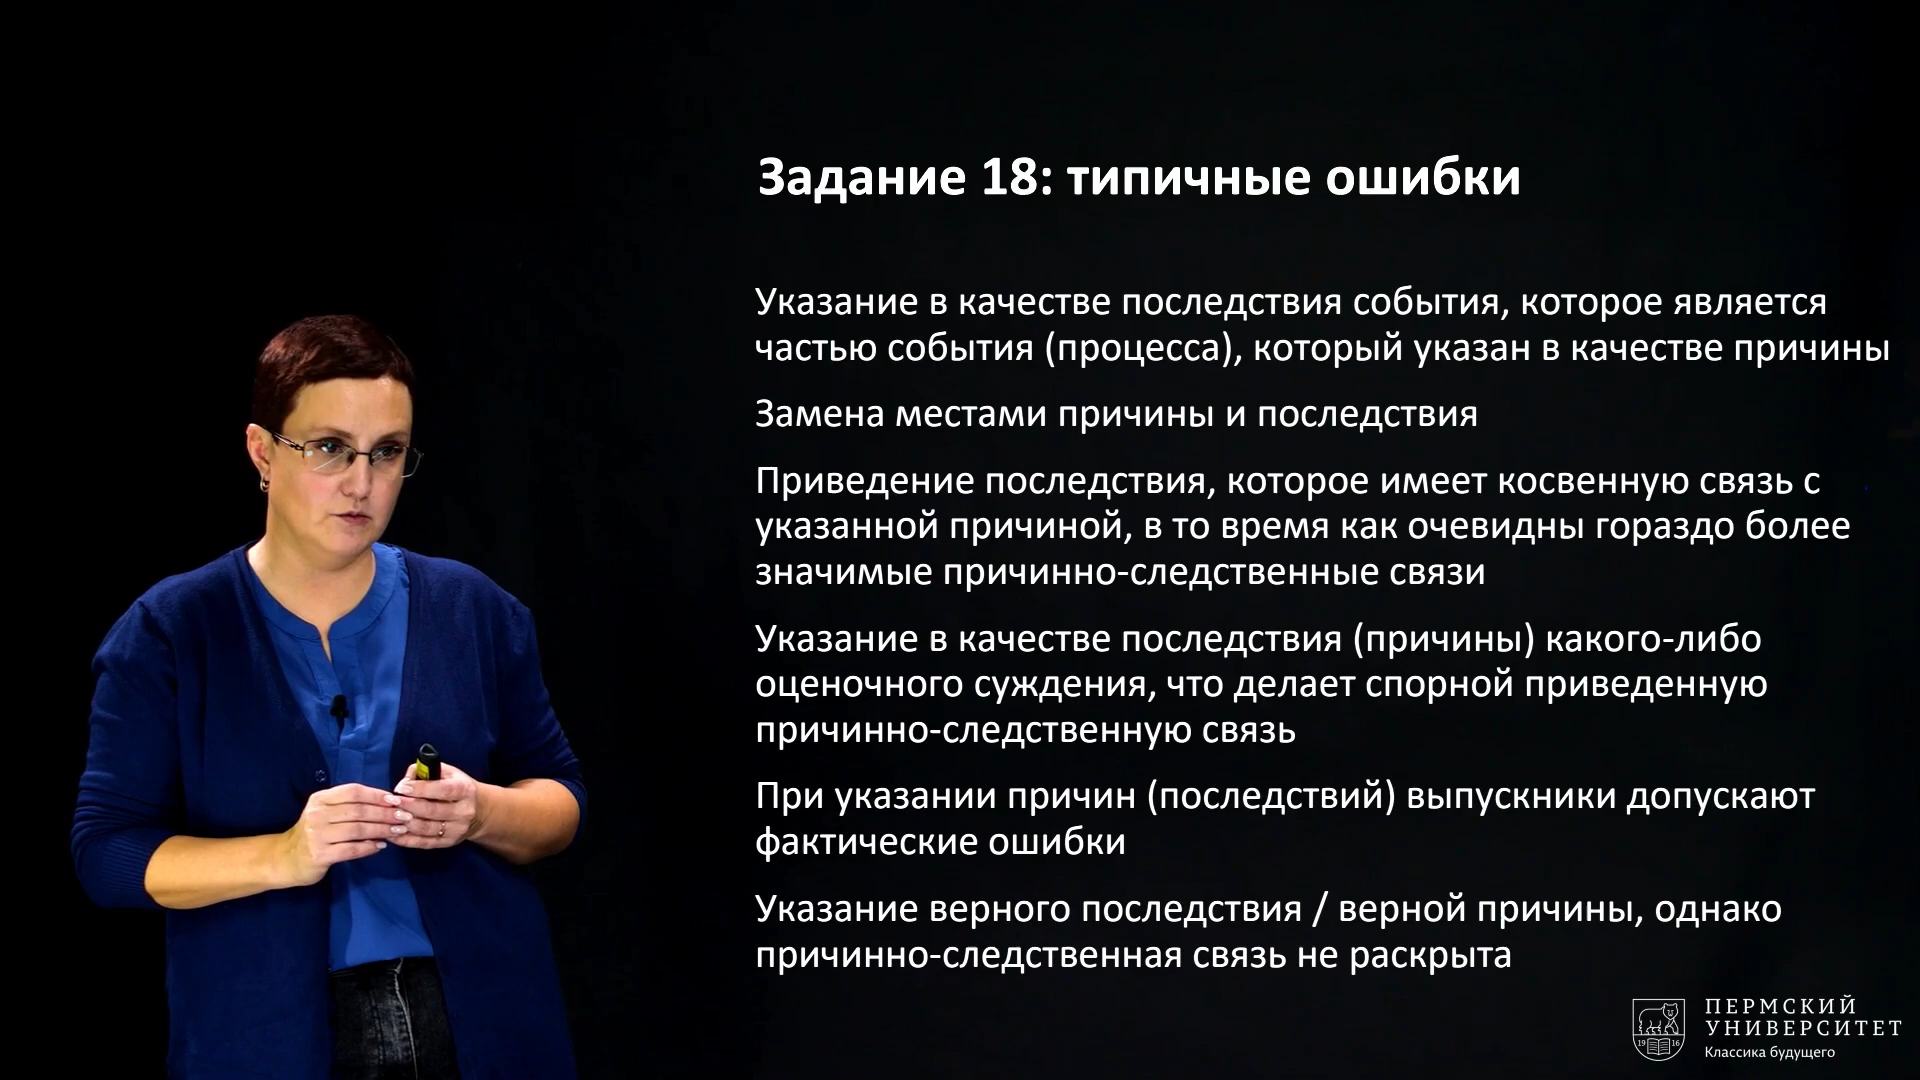 Задание 18: типичные ошибки
Указание в качестве последствия события, которое является
частью события (процесса), который указан в качестве причины
Замена местами причины и последствия
Приведение последствия, которое имеет косвенную связь с
указанной причиной, в то время как очевидны гораздо более
значимые причинно-следственные связи
Указание в качестве последствия (причины) какого-либо
оценочного суждения, что делает спорной приведенную
причинно-следственную связь
При указании причин (последствий) выпускники допускают
фактические ошибки
Указание верного последствия / верной причины, однако
причинно-следственная связь не раскрыта
ПЕРМСКИЙ
УНИВЕРСИТЕТ
Классика будущего
19 16